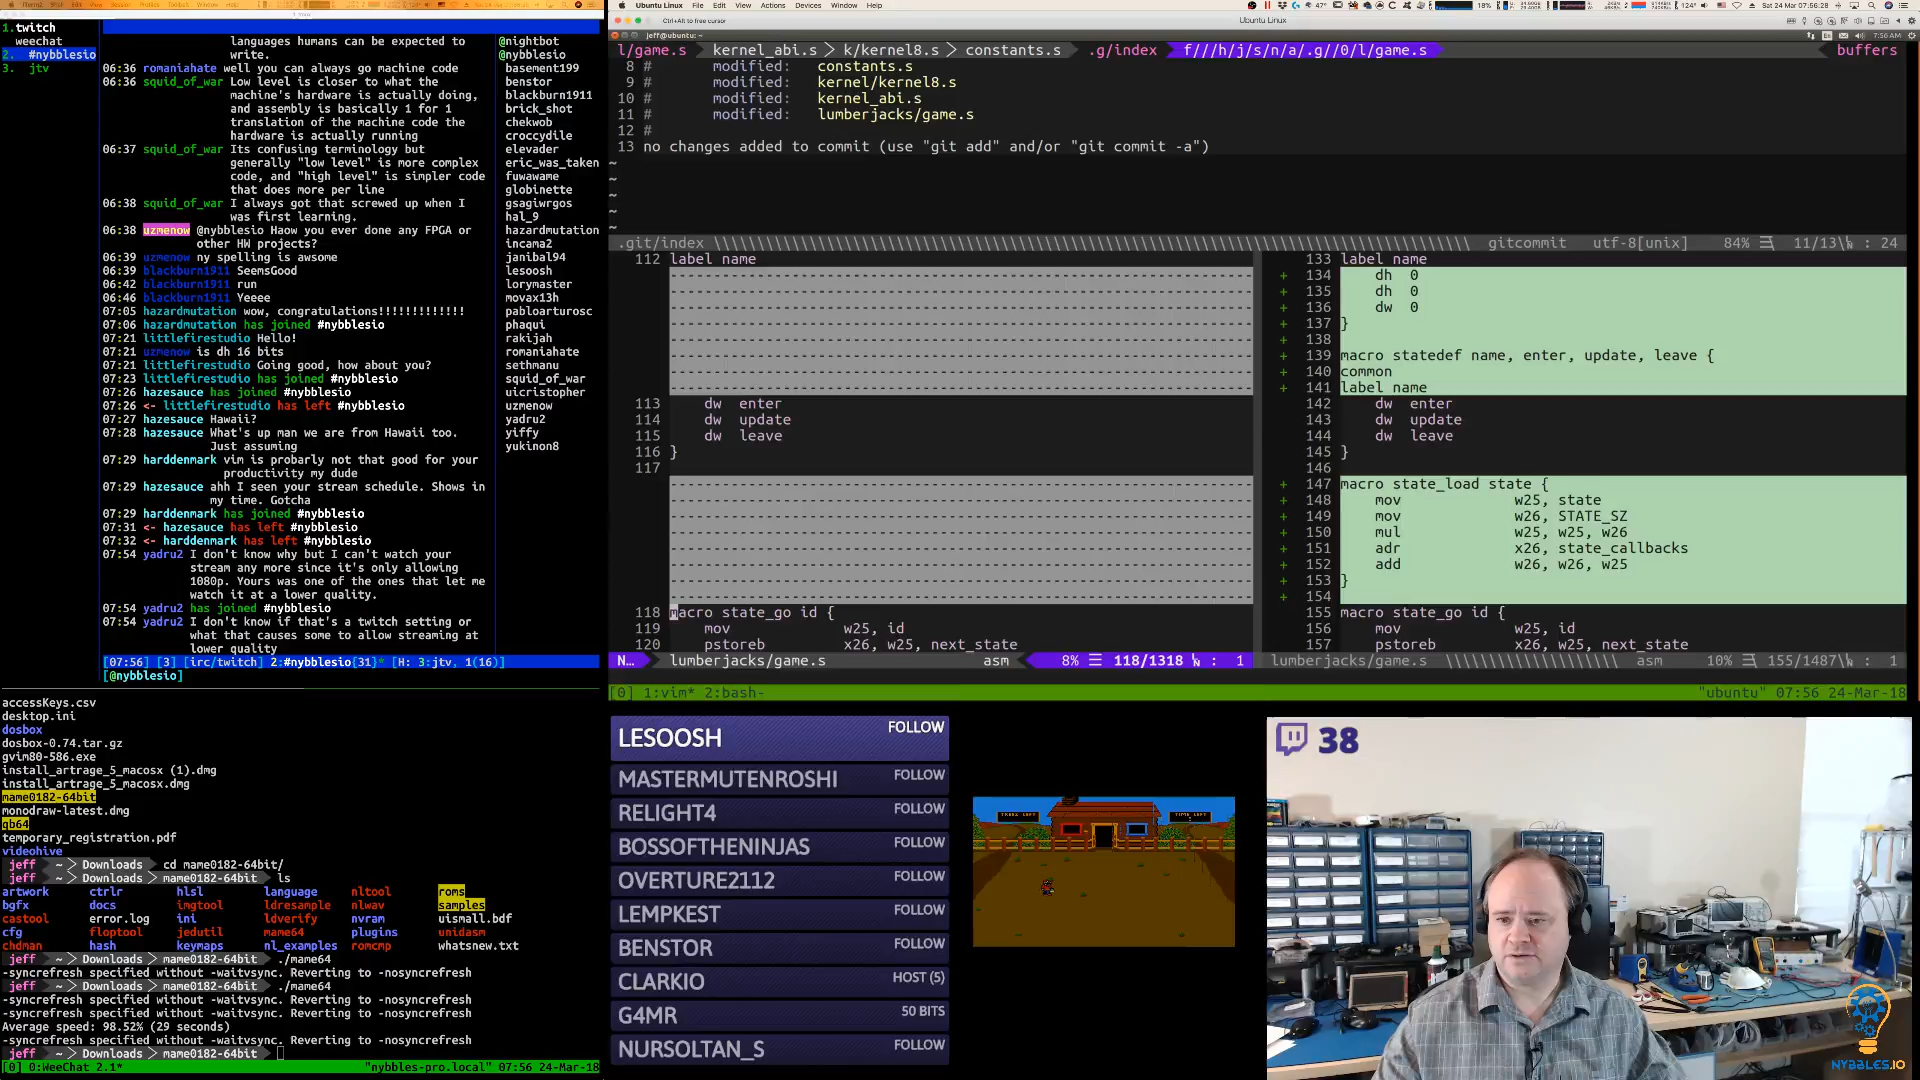 1.twitch
weechat
2. #nybblesio
3. jtv
languages humans can be expected to
write.
06:36 romaniahate well you can always go machine code
06:36 squid_of_war Low level is closer to what the
machine's hardware is actually doing,
and assembly is basically 1 for 1
translation of the machine code the
hardware is actually running
06:37 squid_of_war Its confusing terminology but
generally "low level" is more complex
code, and "high level" is simpler code
that does more per line
06:38 squid_of_war I always got that screwed up when I
was first learning.
06:38 uzmenow @nybblesio Haow you ever done any FPGA or
other HW projects?
06:39 uzmenow ny spelling is awsome
06:39 blackburn1911 SeemsGood
06:42 blackburn1911 run
06:46 blackburn1911 Yeeee
07:05 hazardmutation wow, congratulations!!!!!!!!!!!!!
07:06 hazardmutation has joined #nybblesio
07:21 littlefirestudio Hello!
07:21 uzmenow is dh 16 bits
07:21 littlefirestudio Going good, how about you?
07:23 littlefirestudio has joined #nybblesio
07:26 hazesauce has joined #nybblesio
07:26 <- littlefirestudio has left #nybblesio
07:27 hazesauce Hawaii?
07:28 hazesauce What's up man we are from Hawaii too.
Just assuming
07:29 harddenmark vim is probarly not that good for your
productivity my dude
07:29 hazesauce ahh I seen your stream schedule. Shows in
my time. Gotcha
07:29 harddenmark has joined #nybblesio
07:31 <- hazesauce has left #nybblesio
07:32 <- harddenmark has left #nybblesio
07:54 yadru2 I don't know why but I can't watch your
stream any more since it's only allowing
1080p. Yours was one of the ones that let me
watch it at a lower quality.
07:54 yadru2 has joined #nybblesio
07:54 yadru2 I don't know if that's a twitch setting or
what that causes some to allow streaming at
lower quality
[07:56] [3] [irc/twitch] 2:#nybblesio{31}* [H: 3:jtv, 1(16)]
[@nybblesio]
@nightbot
@nybblesio
basement199
benstor
blackburn1911
brick_shot
chekwob
croccydile
elevader
eric_was_taken
fuwawame
globinette
gsagiwrgos
hal_9
hazardmutation
incama2
janibal94
lesoosh
lorymaster
movax13h
pabloarturosc
phaqui
rakijah
romaniahate
sethmanu
squid_of_war
uicristopher
uzmenow
yadru2
yiffy
yukinon8
accessKeys.csv
desktop.ini
dosbox
dosbox-0.74.tar.gz
gvim80-586.exe
install_artrage_5_macosx (1).dmg
install_artrage_5_macosx.dmg
mame0182-64bit
monodraw-latest.dmg
qb64
temporary_registration.pdf
videohive
jeff ~ > Downloads > cd mame0182-64bit/
jeff ~ > Downloads > mame0182-64bit ls
artwork ctrlr hlsl language nltool roms
bgfx docs imgtool ldresample nlwav samples
castool error.log ini ldverify nvram uismall.bdf
cfg floptool jedutil mame64 plugins unidasm
chdman hash keymaps nl_examples romcmp whatsnew.txt
jeff ~ > Downloads > mame0182-64bit ./mame64
-syncrefresh specified without -waitvsync. Reverting to -nosyncrefresh
jeff ~ > Downloads > mame0182-64bit ./mame64
-syncrefresh specified without -waitvsync. Reverting to -nosyncrefresh
-syncrefresh specified without -waitvsync. Reverting to -nosyncrefresh
Average speed: 98.52% (29 seconds)
-syncrefresh specified without -waitvsync. Reverting to -nosyncrefresh
jeff ~ > Downloads > mame0182-64bit
[0] 0:WeeChat 2.1* "nybbles-pro.local" 07:56 24-Mar-18
Ubuntu Linux File Edit View Actions Devices Window Help
47° 18% 124° Sat 24 Mar 07:56:28
Ctrl+Alt to free cursor Ubuntu Linux
jeff@ubuntu: 7:56 AM
l/game.s kernel_abi.s > k/kernel8.s > constants.s .g/index f///h/j/s/n/a/.g//0/l/game.s buffers
8 # modified: constants.s
9 # modified: kernel/kernel8.s
10 # modified: kernel_abi.s
11 # modified: lumberjacks/game.s
12 #
13 no changes added to commit (use "git add" and/or "git commit -a")
~
~
~
~
~
.git/index gitcommit utf-8[unix] 84% 11/13 : 24
112 label name
113 dw enter
114 dw update
115 dw leave
116 }
117
118 macro state_go id {
119 mov w25, id
120 pstoreb x26, w25, next_state
N... lumberjacks/game.s asm 8% 118/1318 : 1
133 label name
+ 134 dh 0
+ 135 dh 0
+ 136 dw 0
+ 137 }
+ 138
+ 139 macro statedef name, enter, update, leave {
+ 140 common
+ 141 label name
142 dw enter
143 dw update
144 dw leave
145 }
146
+ 147 macro state_load state {
+ 148 mov w25, state
+ 149 mov w26, STATE_SZ
+ 150 mul w25, w25, w26
+ 151 adr x26, state_callbacks
+ 152 add w26, w26, w25
+ 153 }
+ 154
155 macro state_go id {
156 mov w25, id
157 pstoreb x26, w25, next_state
lumberjacks/game.s asm 10% 155/1487 : 1
[0] 1:vim* 2:bash- "ubuntu" 07:56 24-Mar-18
LESOOSH FOLLOW
MASTERMUTENROSHI FOLLOW
RELIGHT4 FOLLOW
BOSSOFTHENINJAS FOLLOW
OVERTURE2112 FOLLOW
LEMPKEST FOLLOW
BENSTOR FOLLOW
CLARKIO HOST (5)
G4MR 50 BITS
NURSOLTAN_S FOLLOW
TIME LEFT
38
NYBBLES.IO